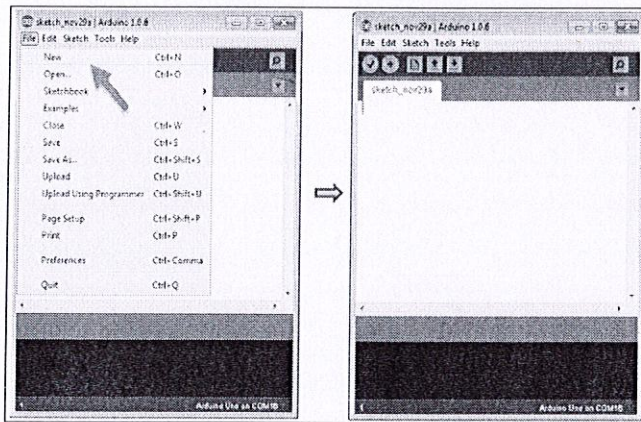 sketch_nov29a | Arduino 1.0.6
File Edit Sketch Tools Help
New Ctrl+N
Open... Ctrl+O
Sketchbook
Examples
Close Ctrl+W
Save Ctrl+S
Save As... Ctrl+Shift+S
Upload Ctrl+U
Upload Using Programmer Ctrl+Shift+U
Page Setup Ctrl+Shift+P
Print Ctrl+P
Preferences Ctrl+Comma
Quit Ctrl+Q
Arduino Uno on COM18
sketch_nov29a | Arduino 1.0.6
File Edit Sketch Tools Help
sketch_nov29a
1
Arduino Uno on COM18